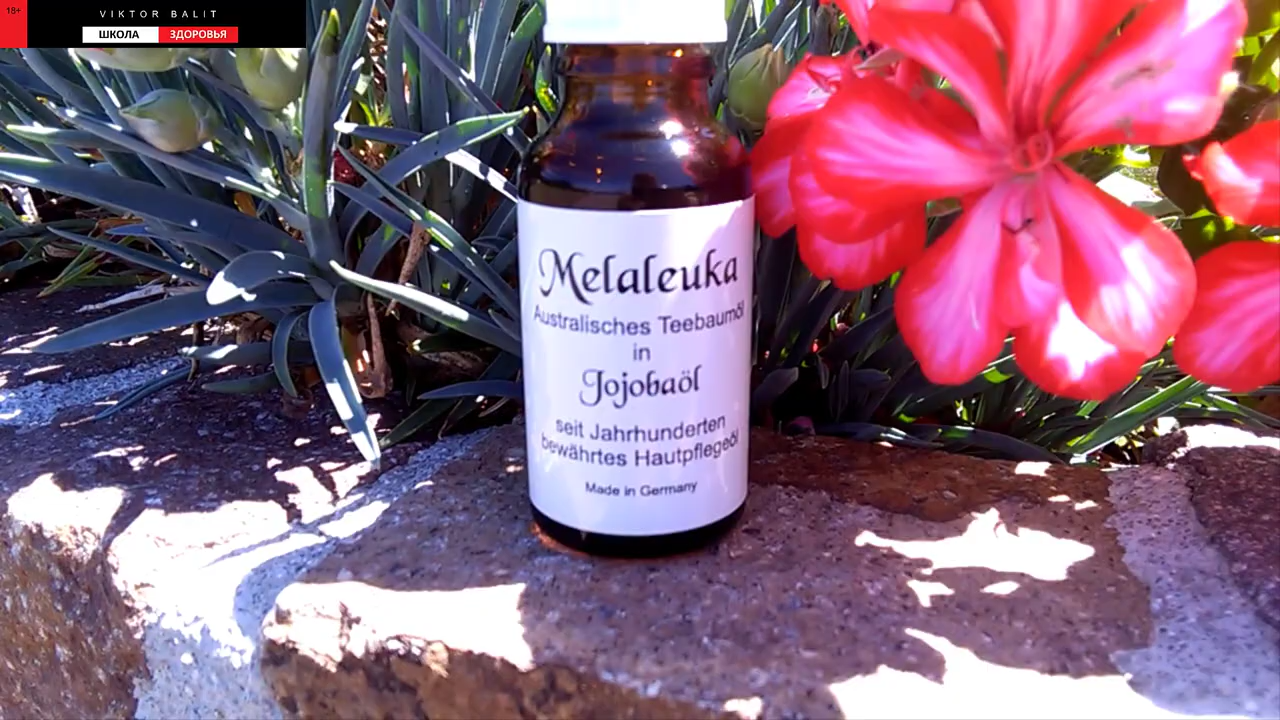 18+
VIKTOR BALIT
ШКОЛА ЗДОРОВЬЯ
Melaleuka
Australisches Teebaumöl
in
Jojobaöl
seit Jahrhunderten
bewährtes Hautpflegeöl
Made in Germany